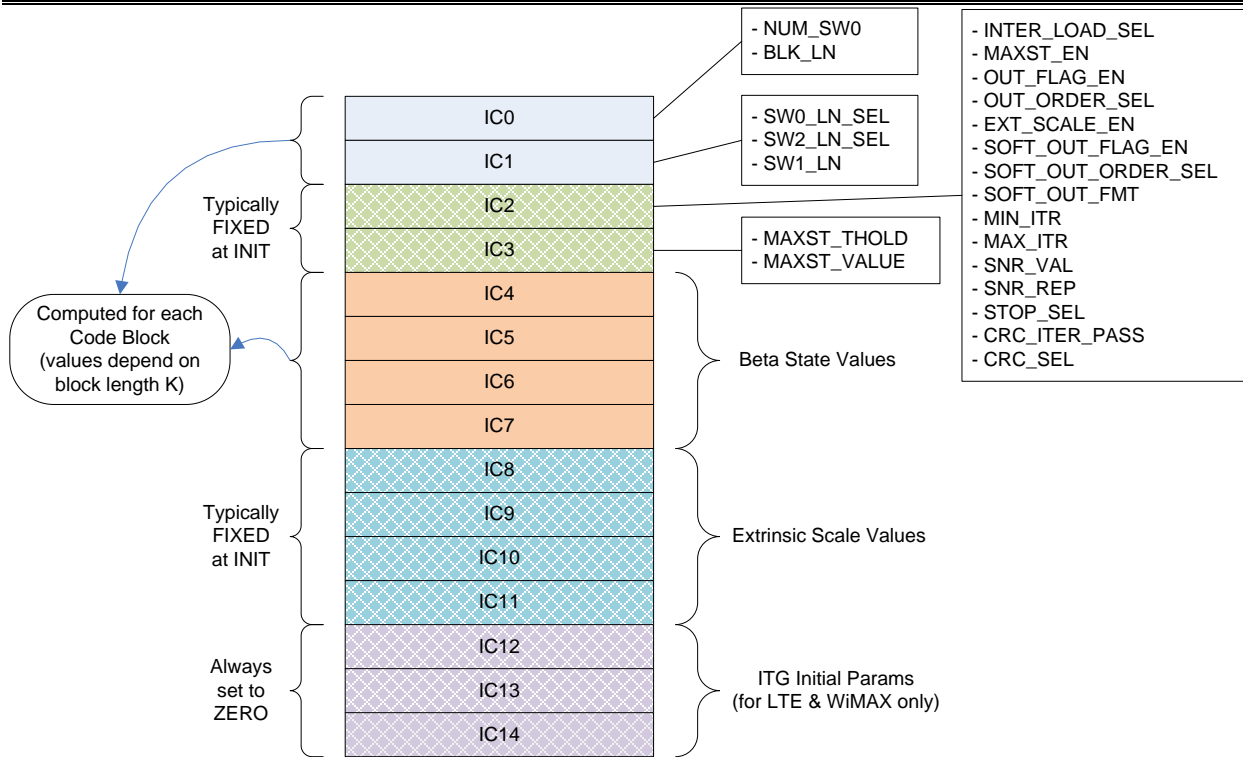 - NUM_SW0
- BLK_LN
- INTER_LOAD_SEL
- MAXST_EN
- OUT_FLAG_EN
- OUT_ORDER_SEL
- EXT_SCALE_EN
- SOFT_OUT_FLAG_EN
- SOFT_OUT_ORDER_SEL
- SOFT_OUT_FMT
- MIN_ITR
- MAX_ITR
- SNR_VAL
- SNR_REP
- STOP_SEL
- CRC_ITER_PASS
- CRC_SEL
- SW0_LN_SEL
- SW2_LN_SEL
- SW1_LN
- MAXST_THOLD
- MAXST_VALUE
IC0
IC1
IC2
IC3
IC4
IC5
IC6
IC7
IC8
IC9
IC10
IC11
IC12
IC13
IC14
Typically
FIXED
at INIT
Computed for each
Code Block
(values depend on
block length K)
Typically
FIXED
at INIT
Always
set to
ZERO
Beta State Values
Extrinsic Scale Values
ITG Initial Params
(for LTE & WiMAX only)